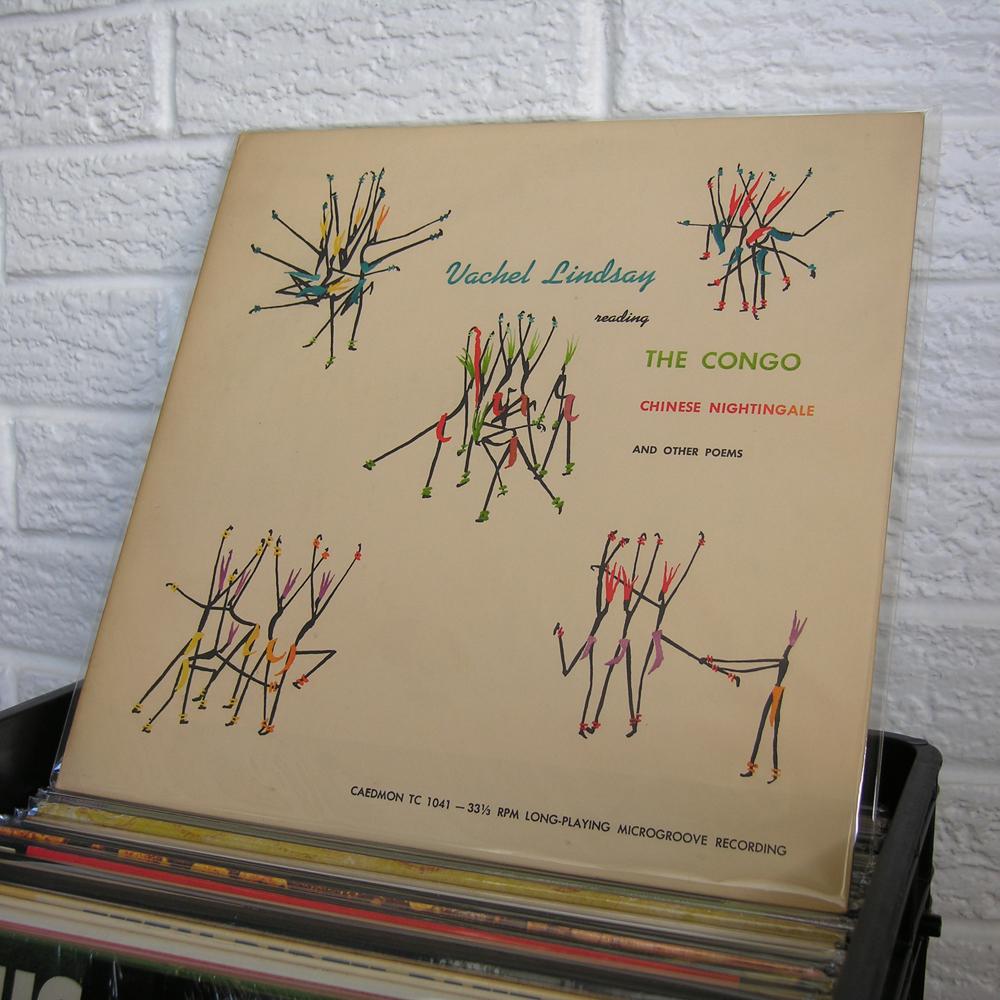 Vachel Lindsay
reading
THE CONGO
CHINESE NIGHTINGALE
AND OTHER POEMS
CAEDMON TC 1041 — 33⅓ RPM LONG-PLAYING MICROGROOVE RECORDING